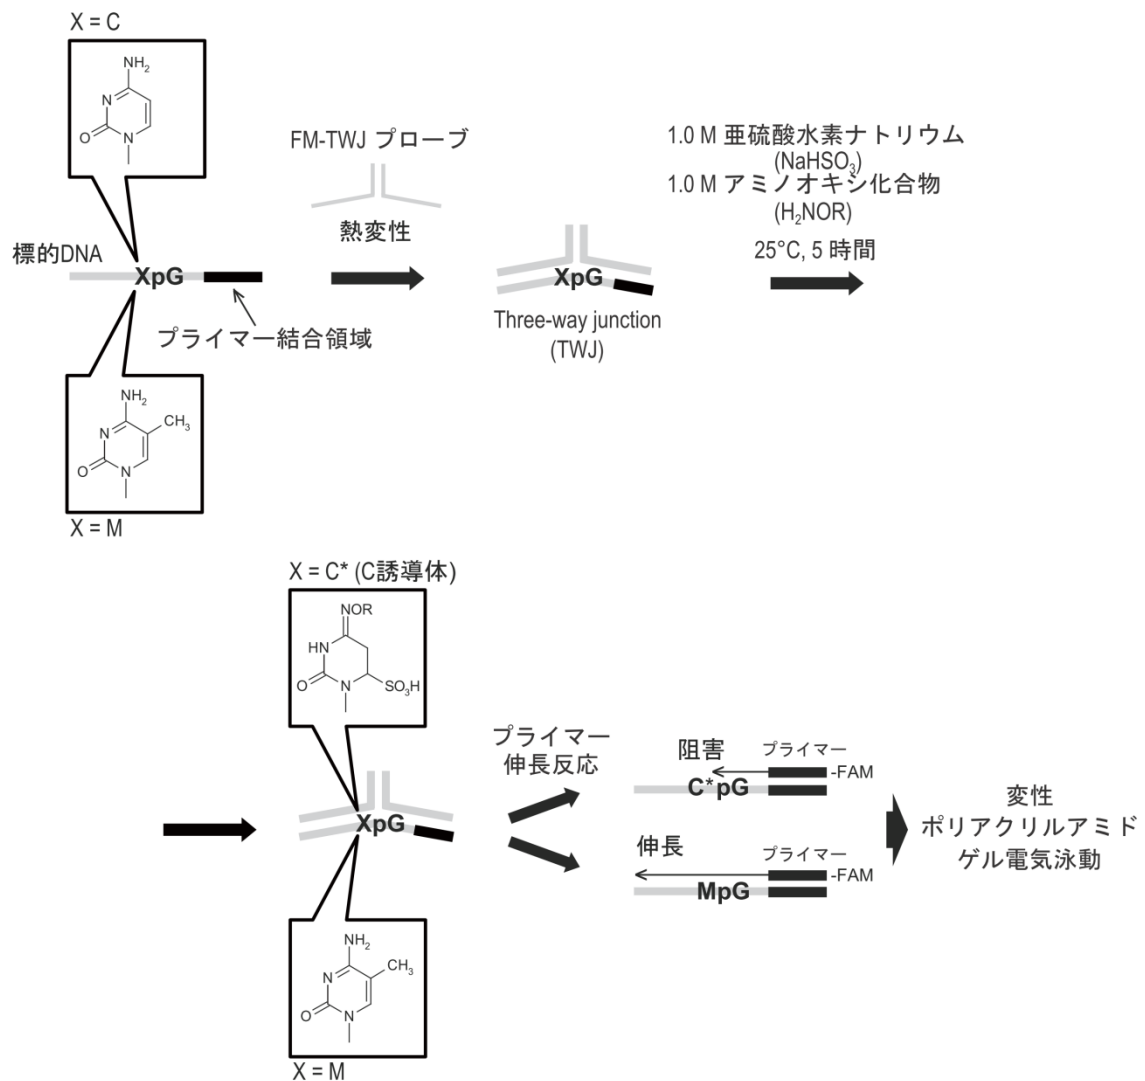 X = C
NH2
N
O
N
FM-TWJ プローブ
熱変性
1.0 M 亜硫酸水素ナトリウム
(NaHSO3)
1.0 M アミノオキシ化合物
(H2NOR)
25°C, 5 時間
標的DNA
XpG
プライマー結合領域
XpG
Three-way junction
(TWJ)
NH2
CH3
N
O
N
X = M
X = C* (C誘導体)
NOR
HN
O
N
SO3H
XpG
プライマー
伸長反応
阻害
プライマー
-FAM
C*pG
伸長
プライマー
-FAM
MpG
変性
ポリアクリルアミド
ゲル電気泳動
NH2
CH3
N
O
N
X = M